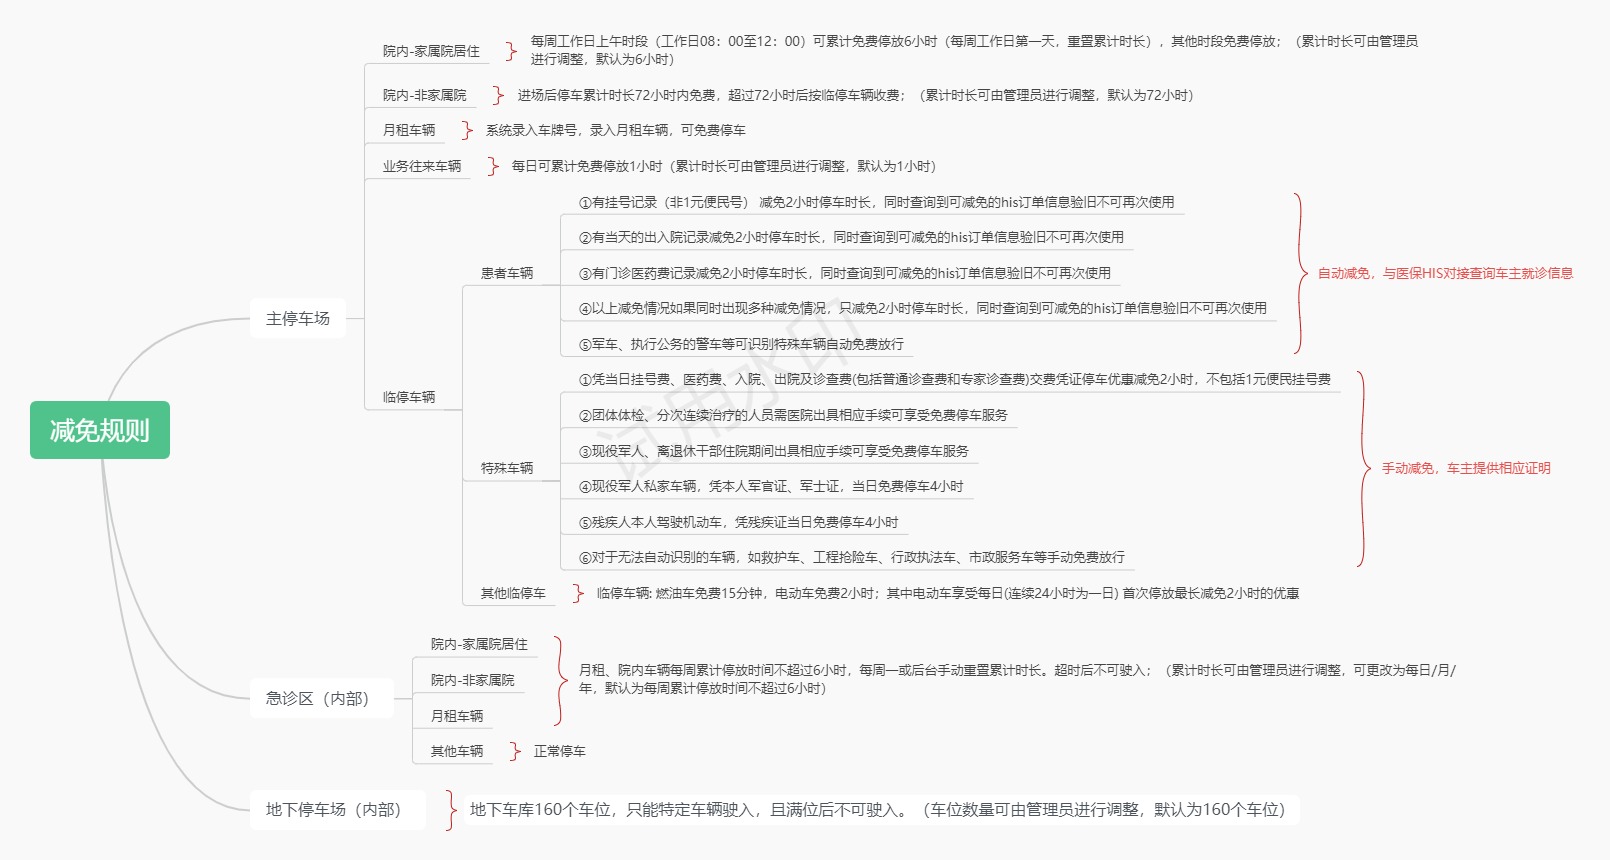 减免规则
主停车场
院内-家属院居住
每周工作日上午时段（工作日08：00至12：00）可累计免费停放6小时（每周工作日第一天，重置累计时长），其他时段免费停放；（累计时长可由管理员
进行调整，默认为6小时）
院内-非家属院
进场后停车累计时长72小时内免费，超过72小时后按临停车辆收费；（累计时长可由管理员进行调整，默认为72小时）
月租车辆
系统录入车牌号，录入月租车辆，可免费停车
业务往来车辆
每日可累计免费停放1小时（累计时长可由管理员进行调整，默认为1小时）
临停车辆
患者车辆
①有挂号记录（非1元便民号） 减免2小时停车时长，同时查询到可减免的his订单信息验旧不可再次使用
②有当天的出入院记录减免2小时停车时长，同时查询到可减免的his订单信息验旧不可再次使用
③有门诊医药费记录减免2小时停车时长，同时查询到可减免的his订单信息验旧不可再次使用
④以上减免情况如果同时出现多种减免情况，只减免2小时停车时长，同时查询到可减免的his订单信息验旧不可再次使用
⑤军车、执行公务的警车等可识别特殊车辆自动免费放行
自动减免，与医保HIS对接查询车主就诊信息
特殊车辆
①凭当日挂号费、医药费、入院、出院及诊查费(包括普通诊查费和专家诊查费)交费凭证停车优惠减免2小时，不包括1元便民挂号费
②团体体检、分次连续治疗的人员需医院出具相应手续可享受免费停车服务
③现役军人、离退休干部住院期间出具相应手续可享受免费停车服务
④现役军人私家车辆，凭本人军官证、军士证，当日免费停车4小时
⑤残疾人本人驾驶机动车，凭残疾证当日免费停车4小时
⑥对于无法自动识别的车辆，如救护车、工程抢险车、行政执法车、市政服务车等手动免费放行
手动减免，车主提供相应证明
其他临停车
临停车辆: 燃油车免费15分钟，电动车免费2小时；其中电动车享受每日(连续24小时为一日) 首次停放最长减免2小时的优惠
急诊区（内部）
院内-家属院居住
院内-非家属院
月租车辆
月租、院内车辆每周累计停放时间不超过6小时，每周一或后台手动重置累计时长。超时后不可驶入；（累计时长可由管理员进行调整，可更改为每日/月/
年，默认为每周累计停放时间不超过6小时）
其他车辆
正常停车
地下停车场（内部）
地下车库160个车位，只能特定车辆驶入，且满位后不可驶入。（车位数量可由管理员进行调整，默认为160个车位）
试用水印